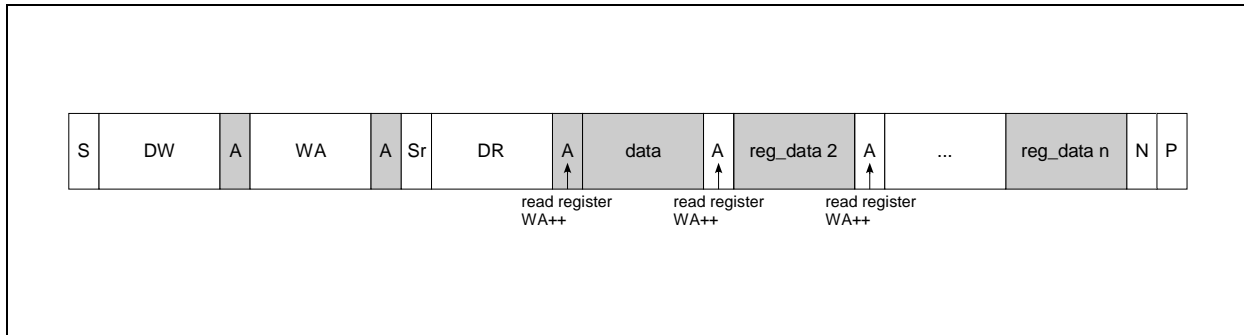 S DW A WA A Sr DR A data A reg_data 2 A ... reg_data n N P
read register read register read register
WA++ WA++ WA++